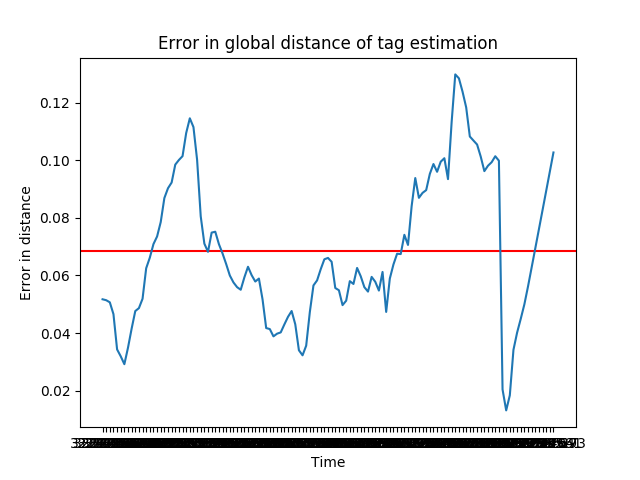 Error in global distance of tag estimation
Error in distance
0.12
0.10
0.08
0.06
0.04
0.02
Time